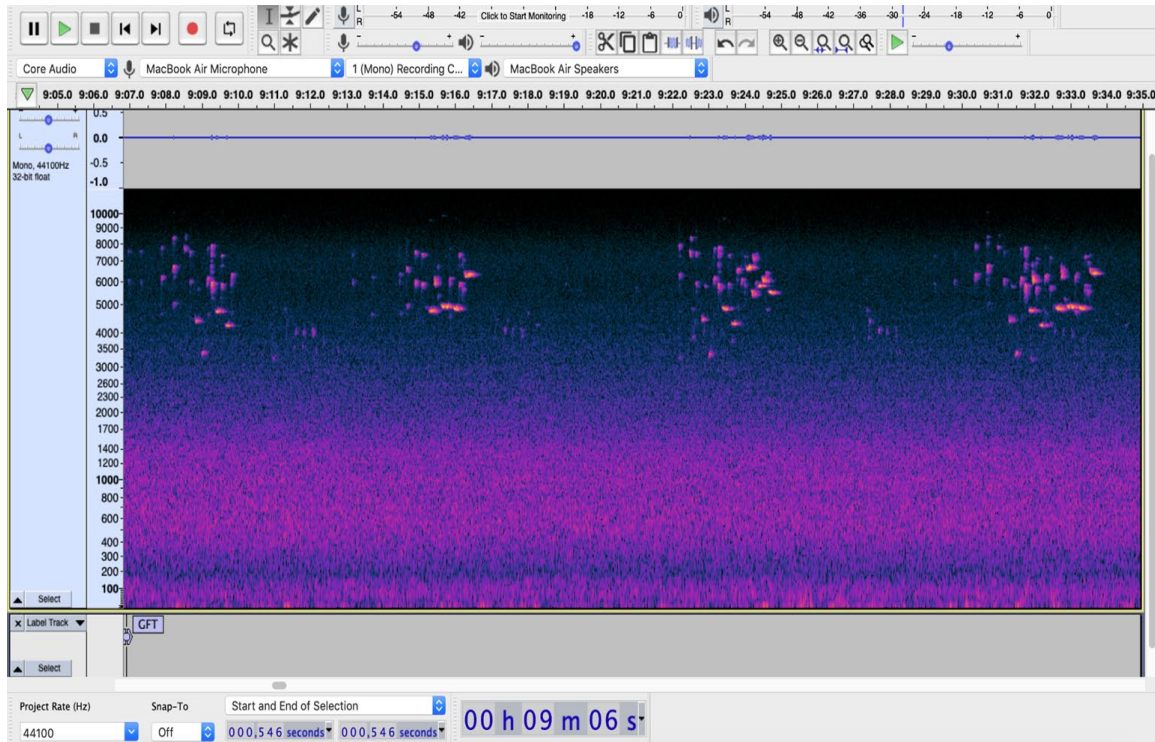 L R -54 -48 -42 Click to Start Monitoring -18 -12 -6 0 L R -54 -48 -42 -36 -30 -24 -18 -12 -6 0
- + - + - +
Core Audio MacBook Air Microphone 1 (Mono) Recording C... MacBook Air Speakers
9:05.0 9:06.0 9:07.0 9:08.0 9:09.0 9:10.0 9:11.0 9:12.0 9:13.0 9:14.0 9:15.0 9:16.0 9:17.0 9:18.0 9:19.0 9:20.0 9:21.0 9:22.0 9:23.0 9:24.0 9:25.0 9:26.0 9:27.0 9:28.0 9:29.0 9:30.0 9:31.0 9:32.0 9:33.0 9:34.0 9:35.0
- + 0.5
L R 0.0
Mono, 44100Hz -0.5
32-bit float
-1.0
10000
9000
8000
7000
6000
5000
4000
3500
3000
2600
2300
2000
1700
1400
1200
1000
800
600
400
300
200
100
Select
x Label Track GFT
Select
Project Rate (Hz) Snap-To Start and End of Selection
44100 Off 000,546 seconds 000,546 seconds 00 h 09 m 06 s